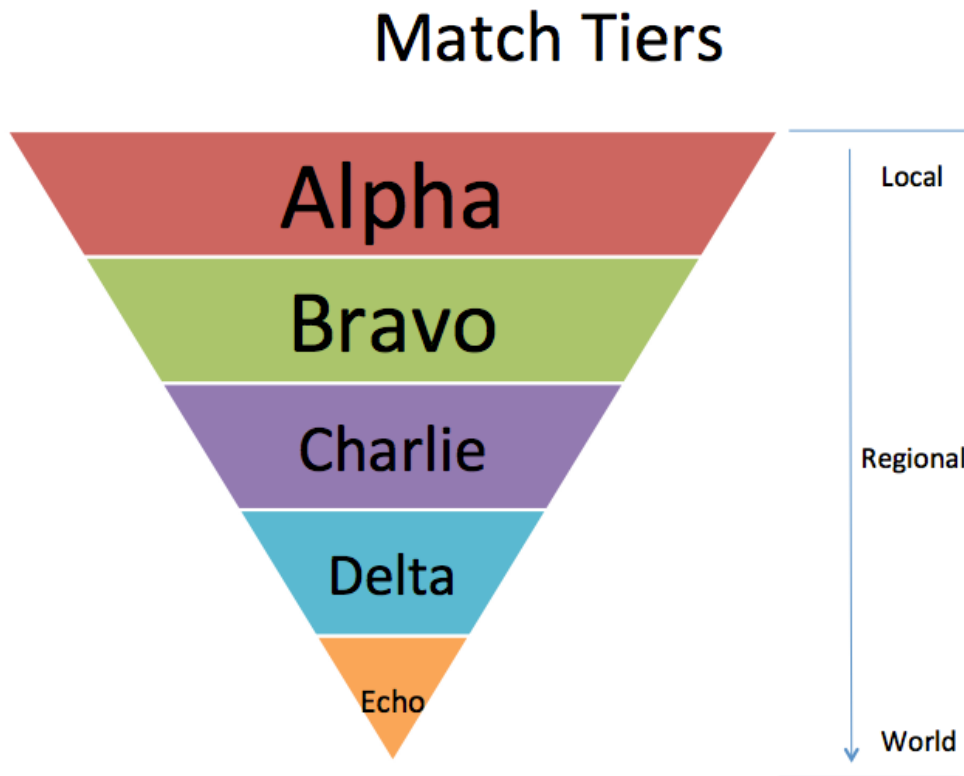 Match Tiers
Alpha
Local
Bravo
Charlie
Regional
Delta
Echo
World